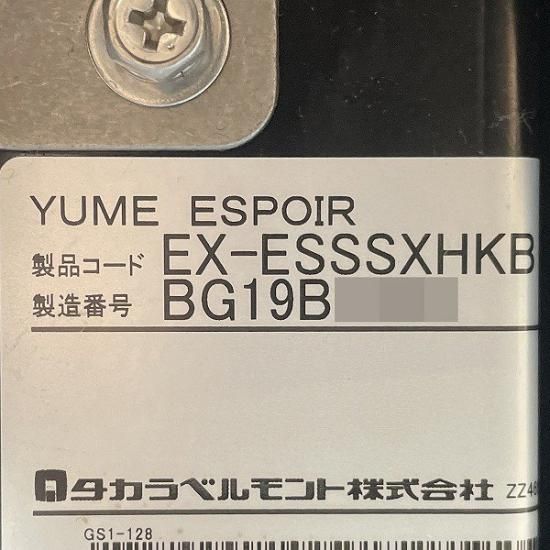 YUME ESPOIR
製品コード EX-ESSSXHKB
製造番号 BG19B
タカラベルモント株式会社 ZZ48
GS1-128